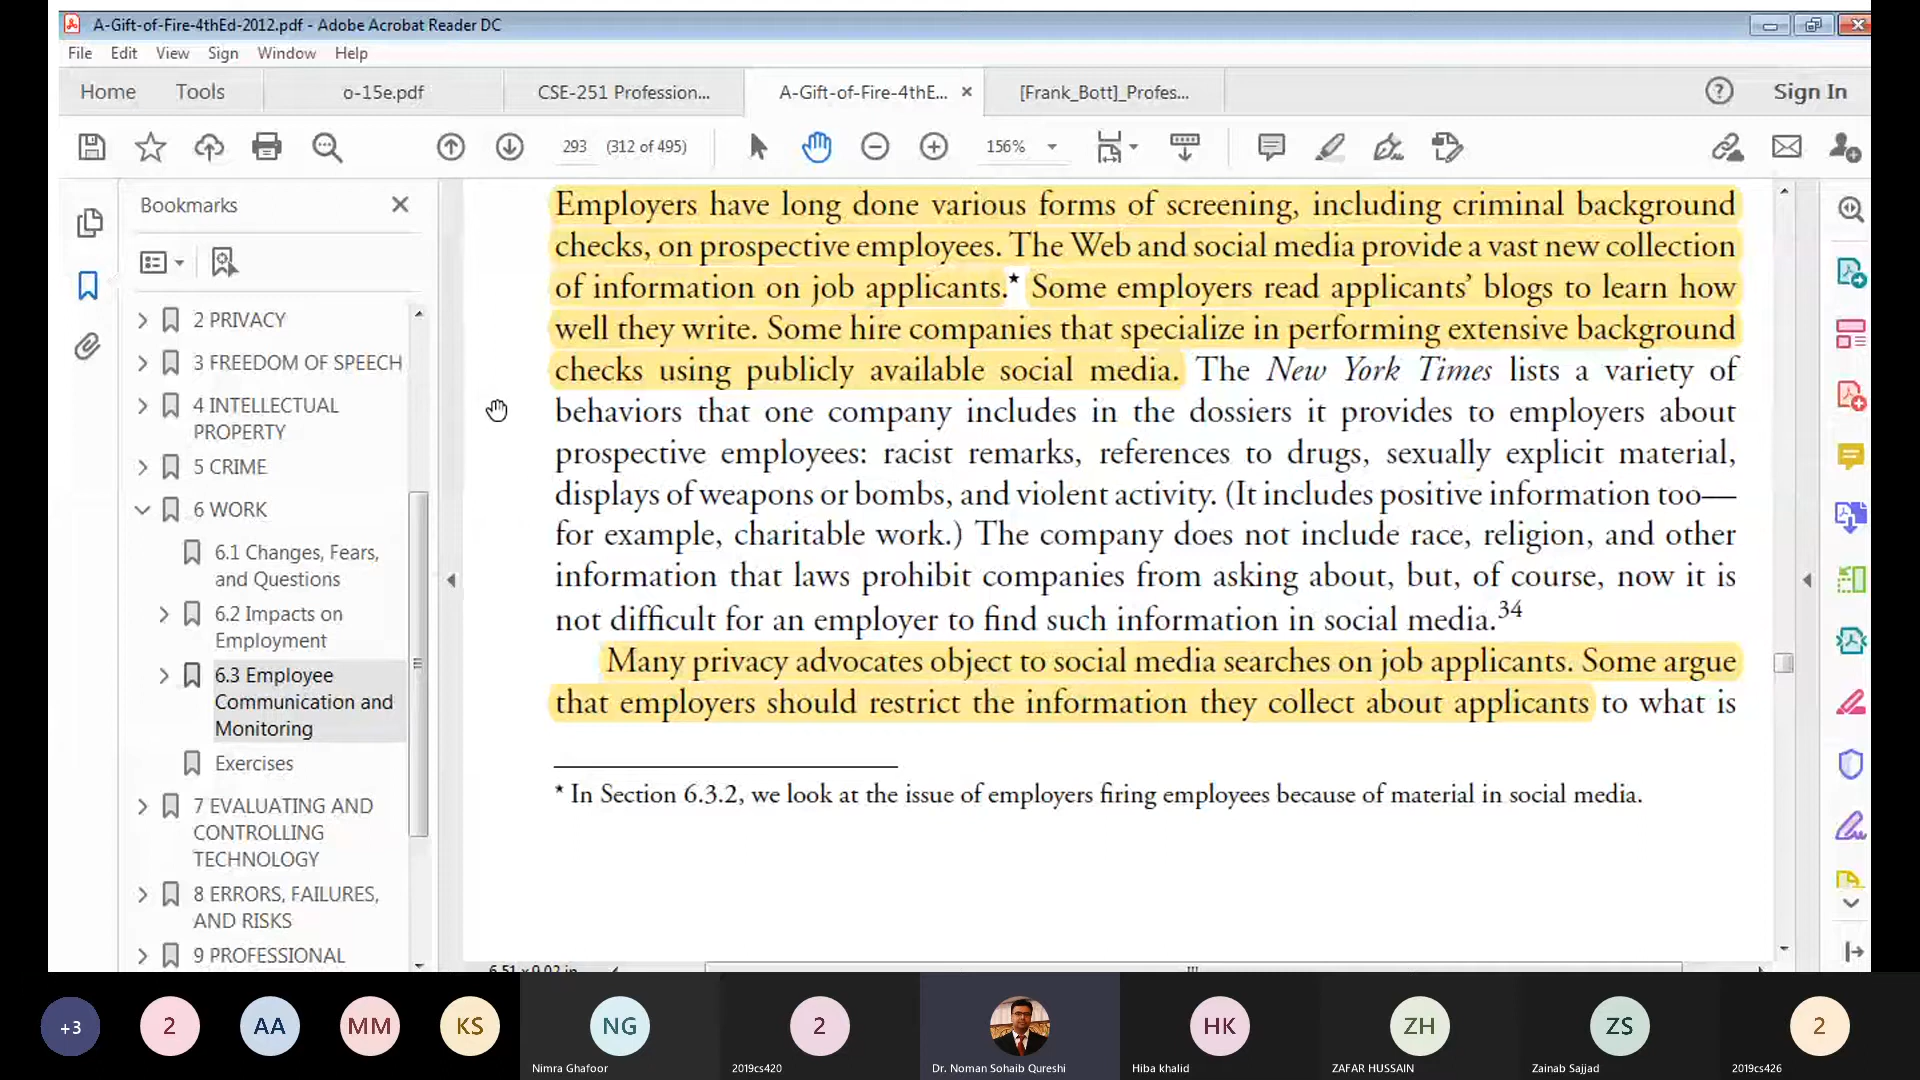 A-Gift-of-Fire-4thEd-2012.pdf - Adobe Acrobat Reader DC
File Edit View Sign Window Help
Home Tools o-15e.pdf CSE-251 Profession... A-Gift-of-Fire-4thE... [Frank_Bott]_Profes... Sign In
293 (312 of 495) 156%
Bookmarks
2 PRIVACY
3 FREEDOM OF SPEECH
4 INTELLECTUAL
PROPERTY
5 CRIME
6 WORK
6.1 Changes, Fears,
and Questions
6.2 Impacts on
Employment
6.3 Employee
Communication and
Monitoring
Exercises
7 EVALUATING AND
CONTROLLING
TECHNOLOGY
8 ERRORS, FAILURES,
AND RISKS
9 PROFESSIONAL
Employers have long done various forms of screening, including criminal background
checks, on prospective employees. The Web and social media provide a vast new collection
of information on job applicants.* Some employers read applicants’ blogs to learn how
well they write. Some hire companies that specialize in performing extensive background
checks using publicly available social media. The New York Times lists a variety of
behaviors that one company includes in the dossiers it provides to employers about
prospective employees: racist remarks, references to drugs, sexually explicit material,
displays of weapons or bombs, and violent activity. (It includes positive information too—
for example, charitable work.) The company does not include race, religion, and other
information that laws prohibit companies from asking about, but, of course, now it is
not difficult for an employer to find such information in social media.34
Many privacy advocates object to social media searches on job applicants. Some argue
that employers should restrict the information they collect about applicants to what is
* In Section 6.3.2, we look at the issue of employers firing employees because of material in social media.
6.51 x 9.02 in
+3 2 AA MM KS NG 2 HK ZH ZS 2
Nimra Ghafoor 2019cs420 Dr. Noman Sohaib Qureshi Hiba khalid ZAFAR HUSSAIN Zainab Sajjad 2019cs426